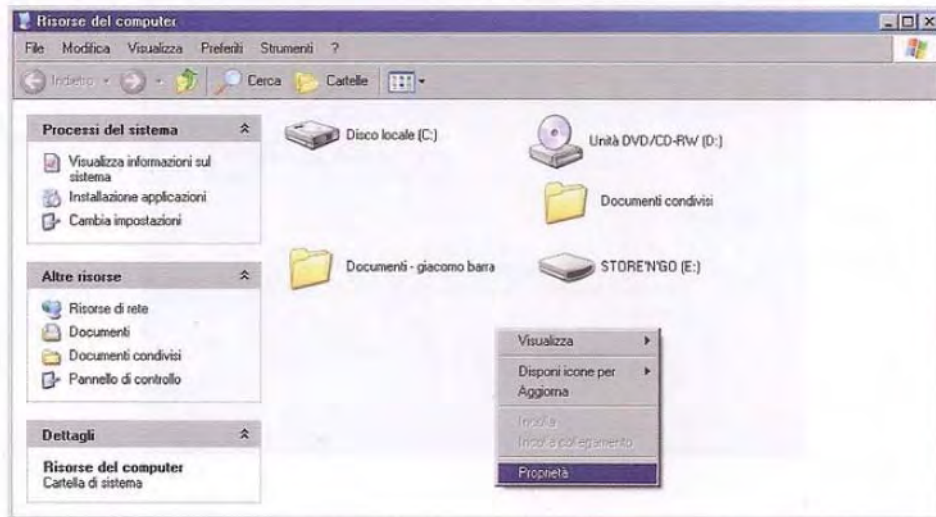 Risorse del computer
File Modifica Visualizza Preferiti Strumenti ?
Indietro Cerca Cartelle
Processi del sistema
Visualizza informazioni sul
sistema
Installazione applicazioni
Cambia impostazioni
Altre risorse
Risorse di rete
Documenti
Documenti condivisi
Pannello di controllo
Dettagli
Risorse del computer
Cartella di sistema
Disco locale (C:)
Unità DVD/CD-RW (D:)
Documenti condivisi
Documenti - giacomo barra
STORE'N'GO (E:)
Visualizza
Disponi icone per
Aggiorna
Incolla
Incolla collegamento
Proprietà